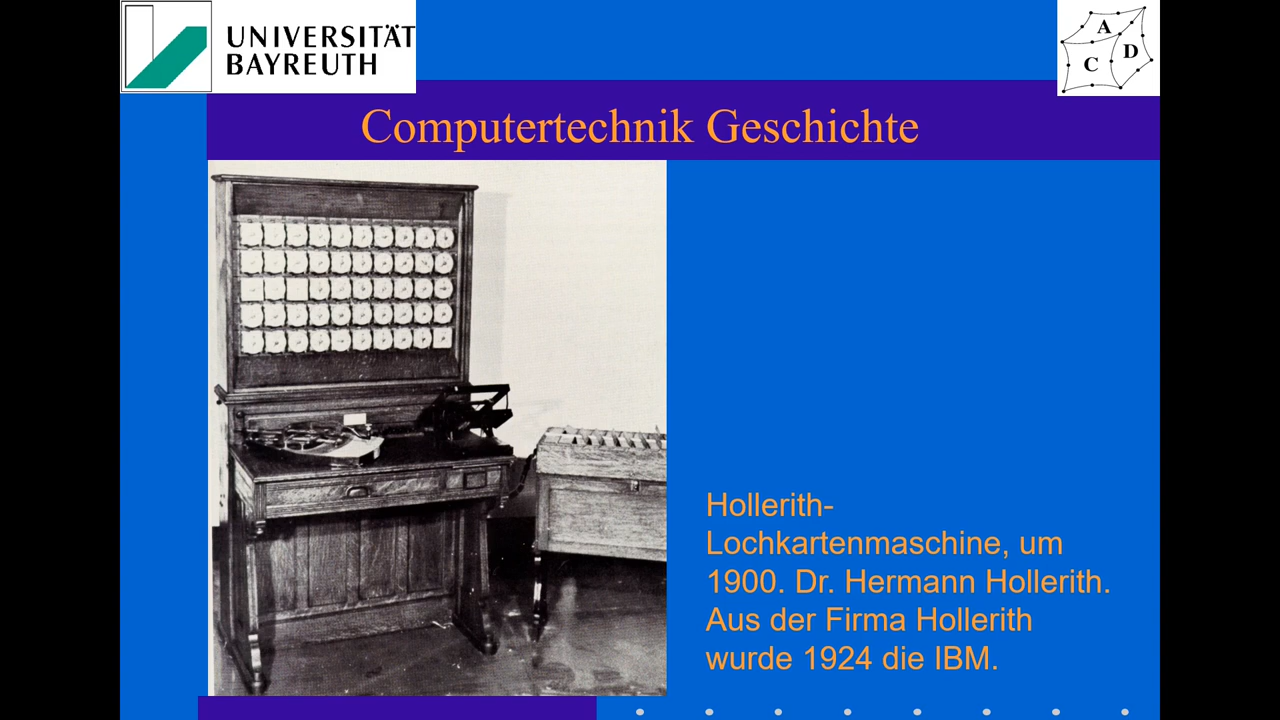 UNIVERSITÄT
BAYREUTH
A
D
C
Computertechnik Geschichte
Hollerith-
Lochkartenmaschine, um
1900. Dr. Hermann Hollerith.
Aus der Firma Hollerith
wurde 1924 die IBM.